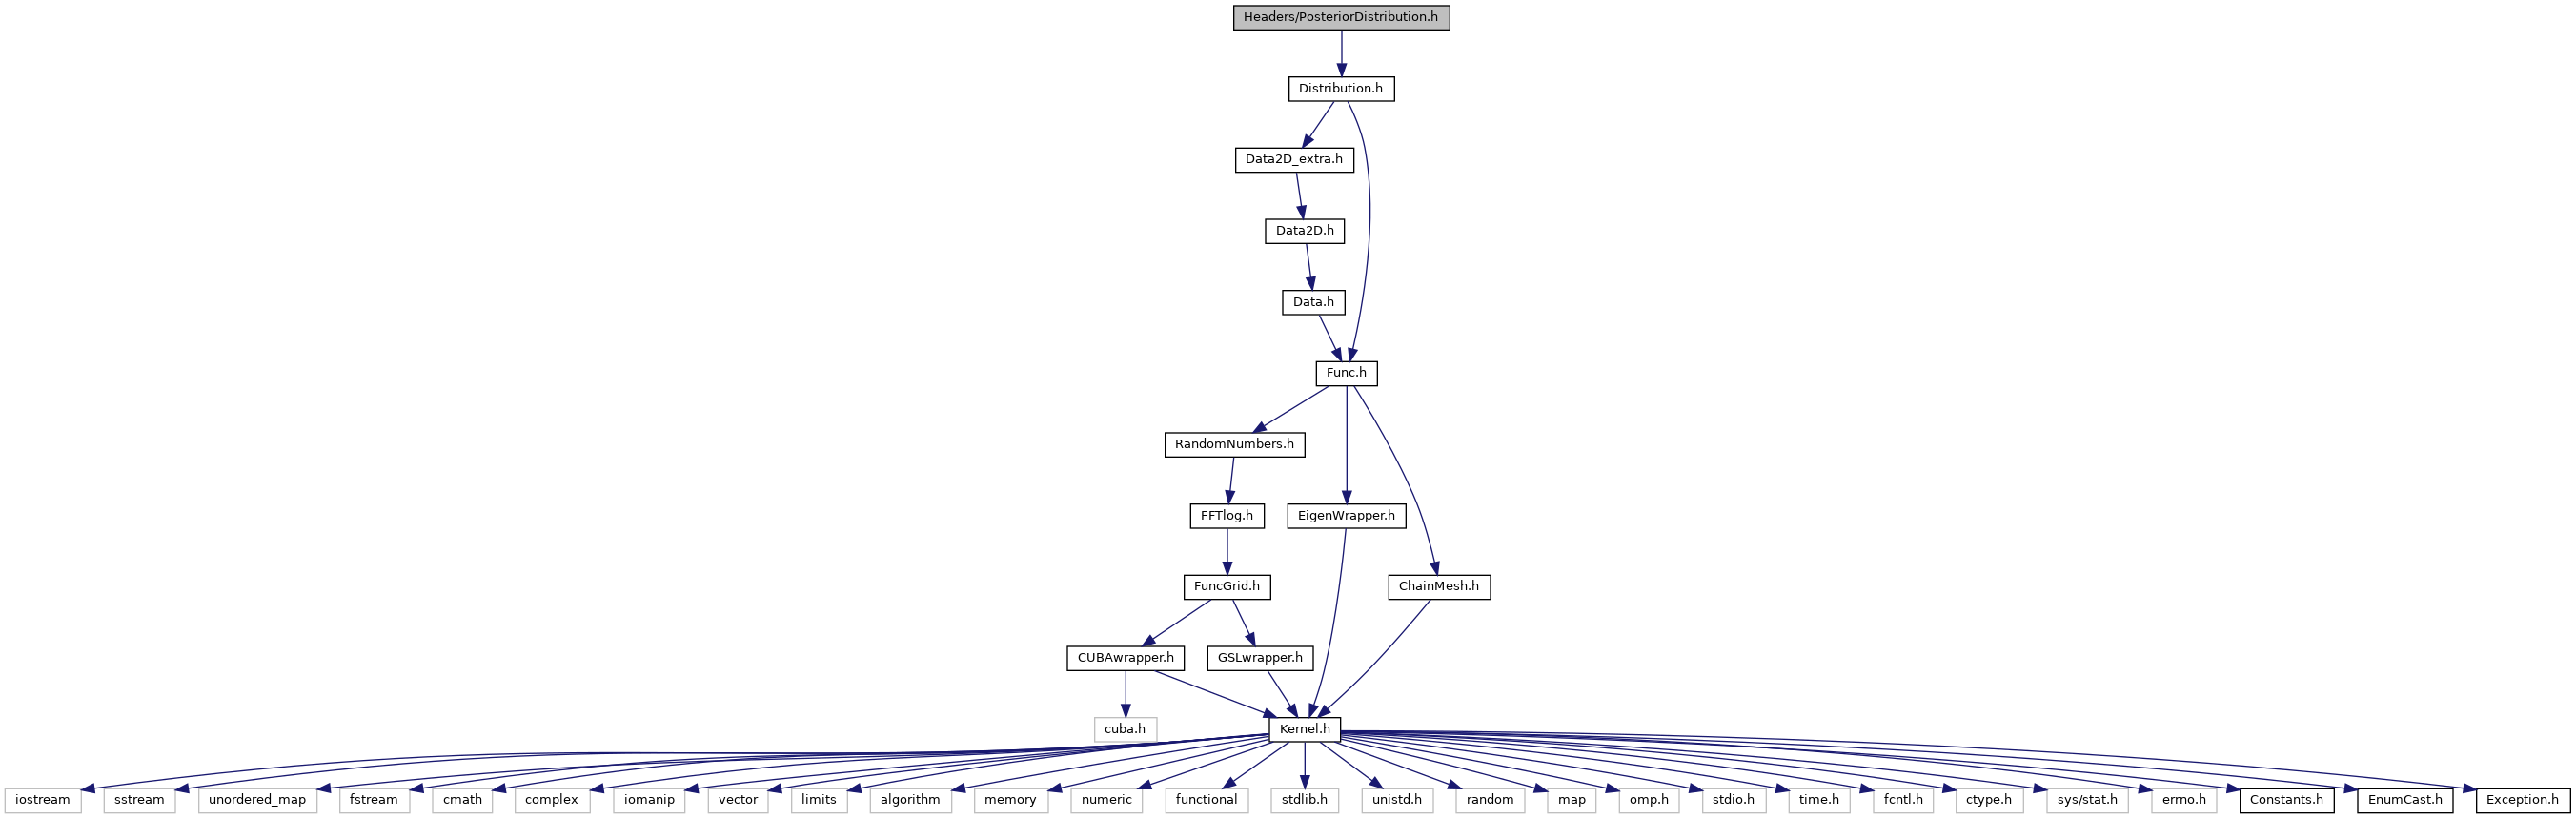 Headers/PosteriorDistribution.h
Distribution.h
Data2D_extra.h
Data2D.h
Data.h
Func.h
RandomNumbers.h
FFTlog.h
EigenWrapper.h
FuncGrid.h
ChainMesh.h
CUBAwrapper.h
GSLwrapper.h
cuba.h
Kernel.h
iostream
sstream
unordered_map
fstream
cmath
complex
iomanip
vector
limits
algorithm
memory
numeric
functional
stdlib.h
unistd.h
random
map
omp.h
stdio.h
time.h
fcntl.h
ctype.h
sys/stat.h
errno.h
Constants.h
EnumCast.h
Exception.h